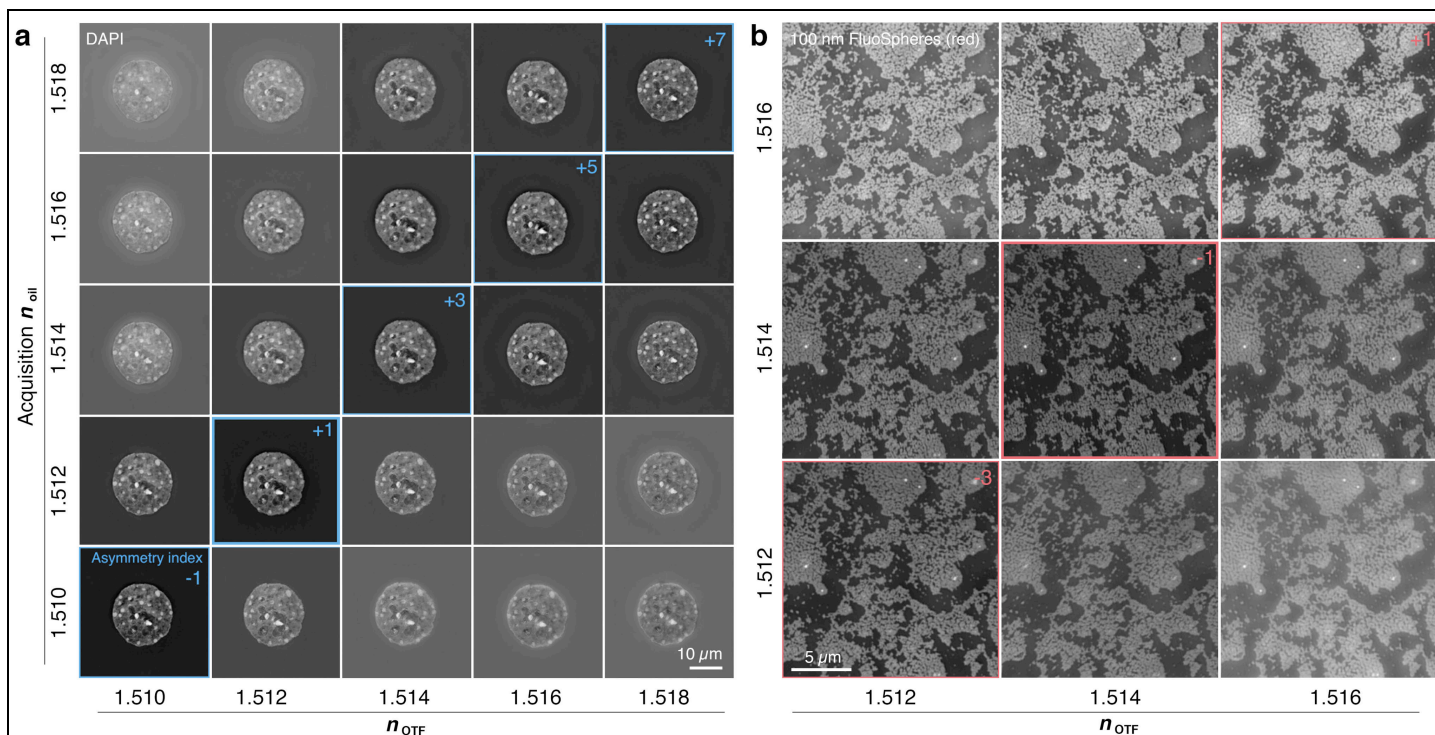 a
DAPI
+7
+5
+3
+1
Asymmetry index
-1
10 µm
Acquisition n oil
1.518
1.516
1.514
1.512
1.510
1.510 1.512 1.514 1.516 1.518
n OTF
b
100 nm FluoSpheres (red)
+1
-1
-3
5 µm
1.516
1.514
1.512
1.512 1.514 1.516
n OTF